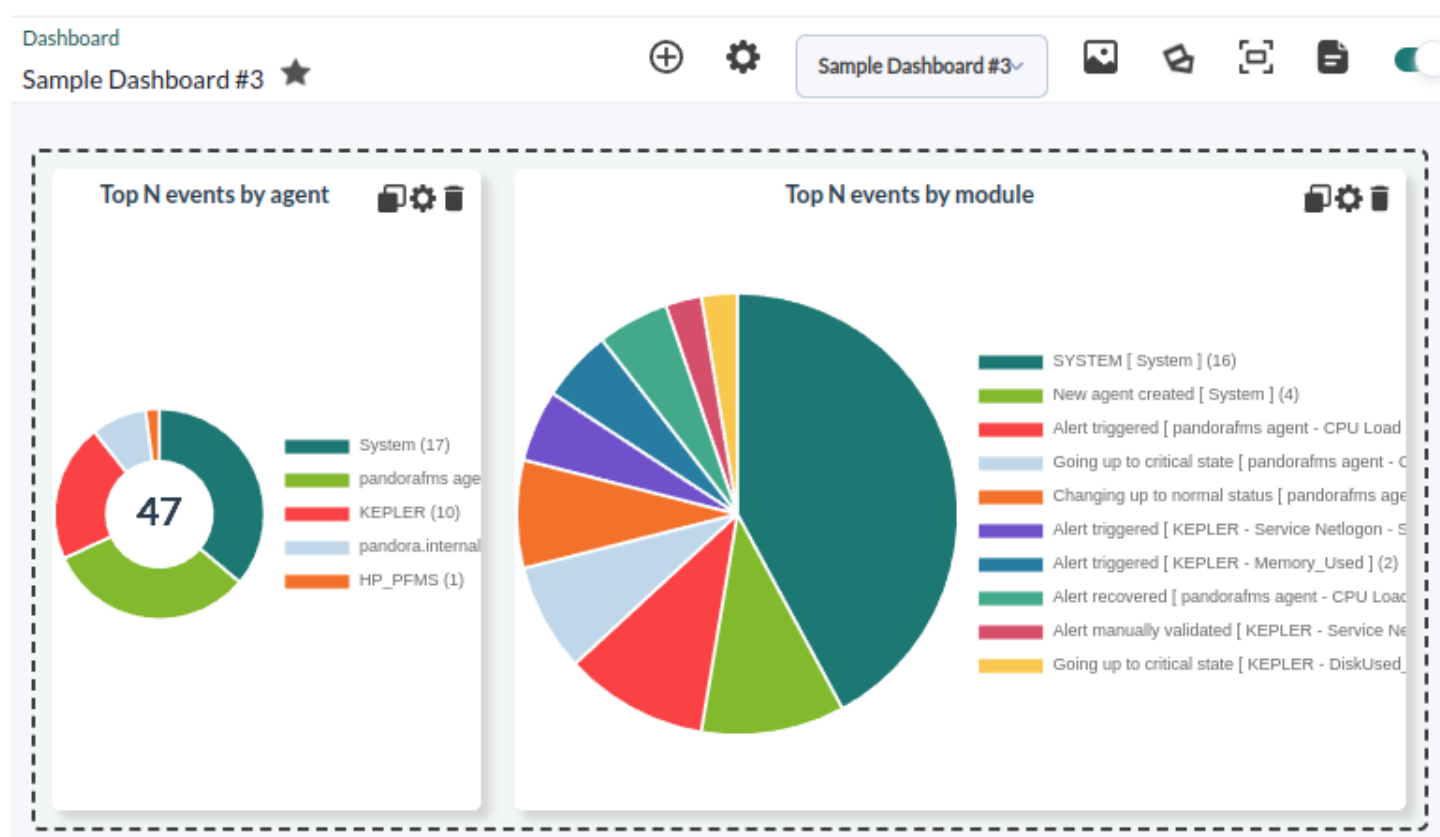 Dashboard
Sample Dashboard #3
Sample Dashboard #3
Top N events by agent
Top N events by module
47
System (17)
pandorafms age
KEPLER (10)
pandora.internal
HP_PFMS (1)
SYSTEM [ System ] (16)
New agent created [ System ] (4)
Alert triggered [ pandorafms agent - CPU Load
Going up to critical state [ pandorafms agent - C
Changing up to normal status [ pandorafms age
Alert triggered [ KEPLER - Service Netlogon - S
Alert triggered [ KEPLER - Memory_Used ] (2)
Alert recovered [ pandorafms agent - CPU Load
Alert manually validated [ KEPLER - Service Ne
Going up to critical state [ KEPLER - DiskUsed_